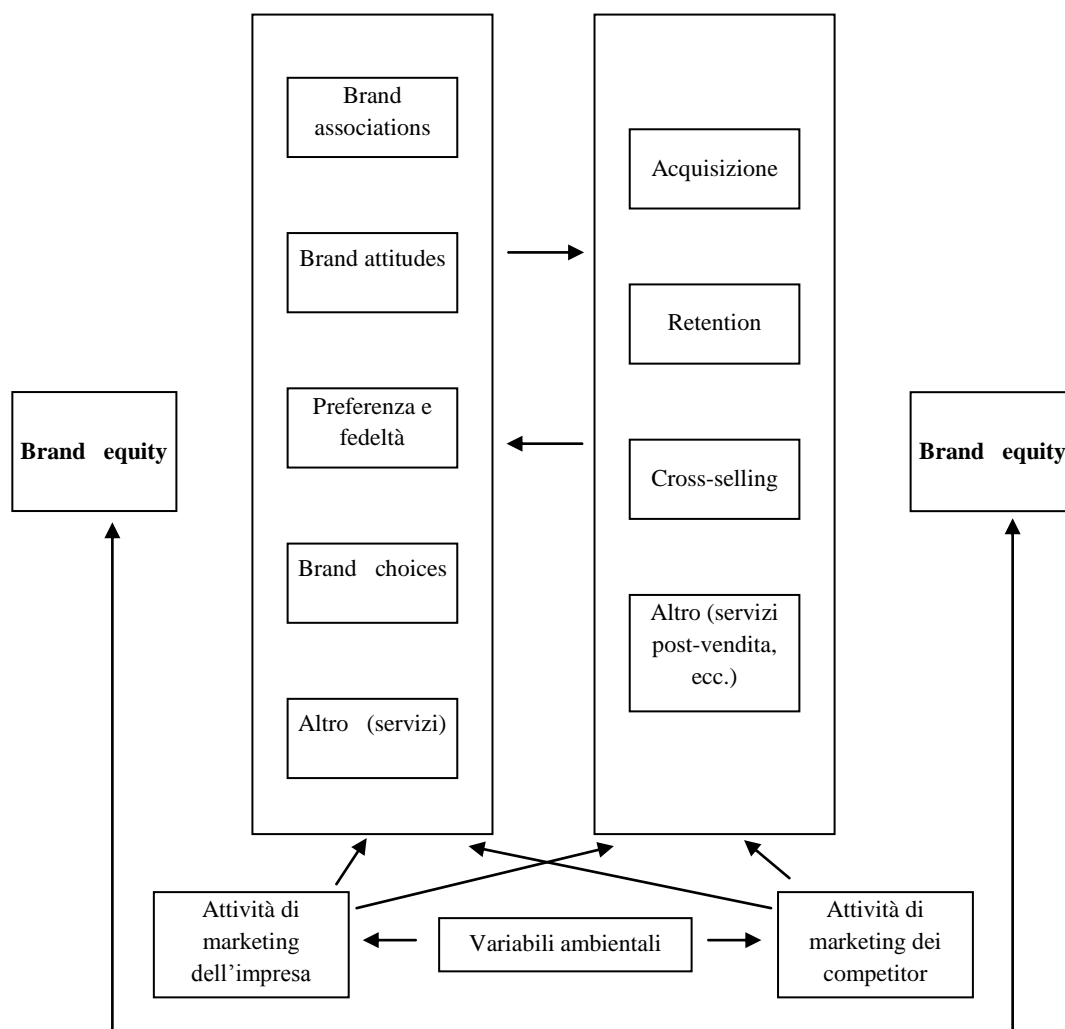 Brand
associations
Brand attitudes
Preferenza e
fedeltà
Brand choices
Altro (servizi)
Acquisizione
Retention
Cross-selling
Altro (servizi
post-vendita,
ecc.)
Brand equity
Brand equity
Attività di
marketing
dell’impresa
Variabili ambientali
Attività di
marketing dei
competitor